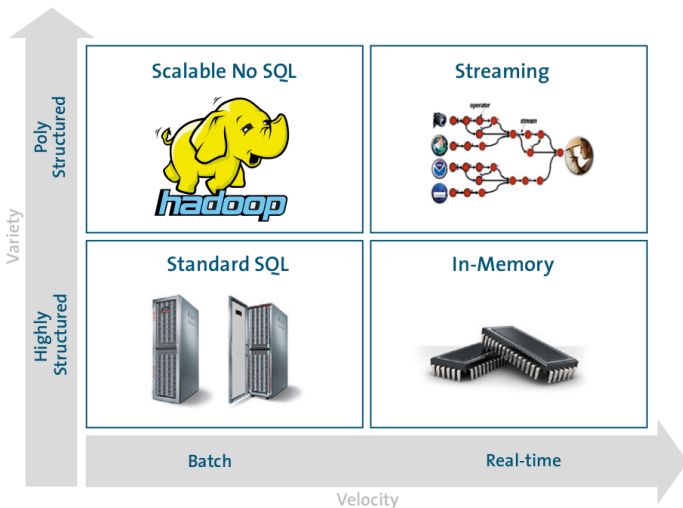 Scalable No SQL
Streaming
operator
stream
hadoop
Poly
Structured
Variety
Standard SQL
In-Memory
Highly
Structured
Batch
Real-time
Velocity